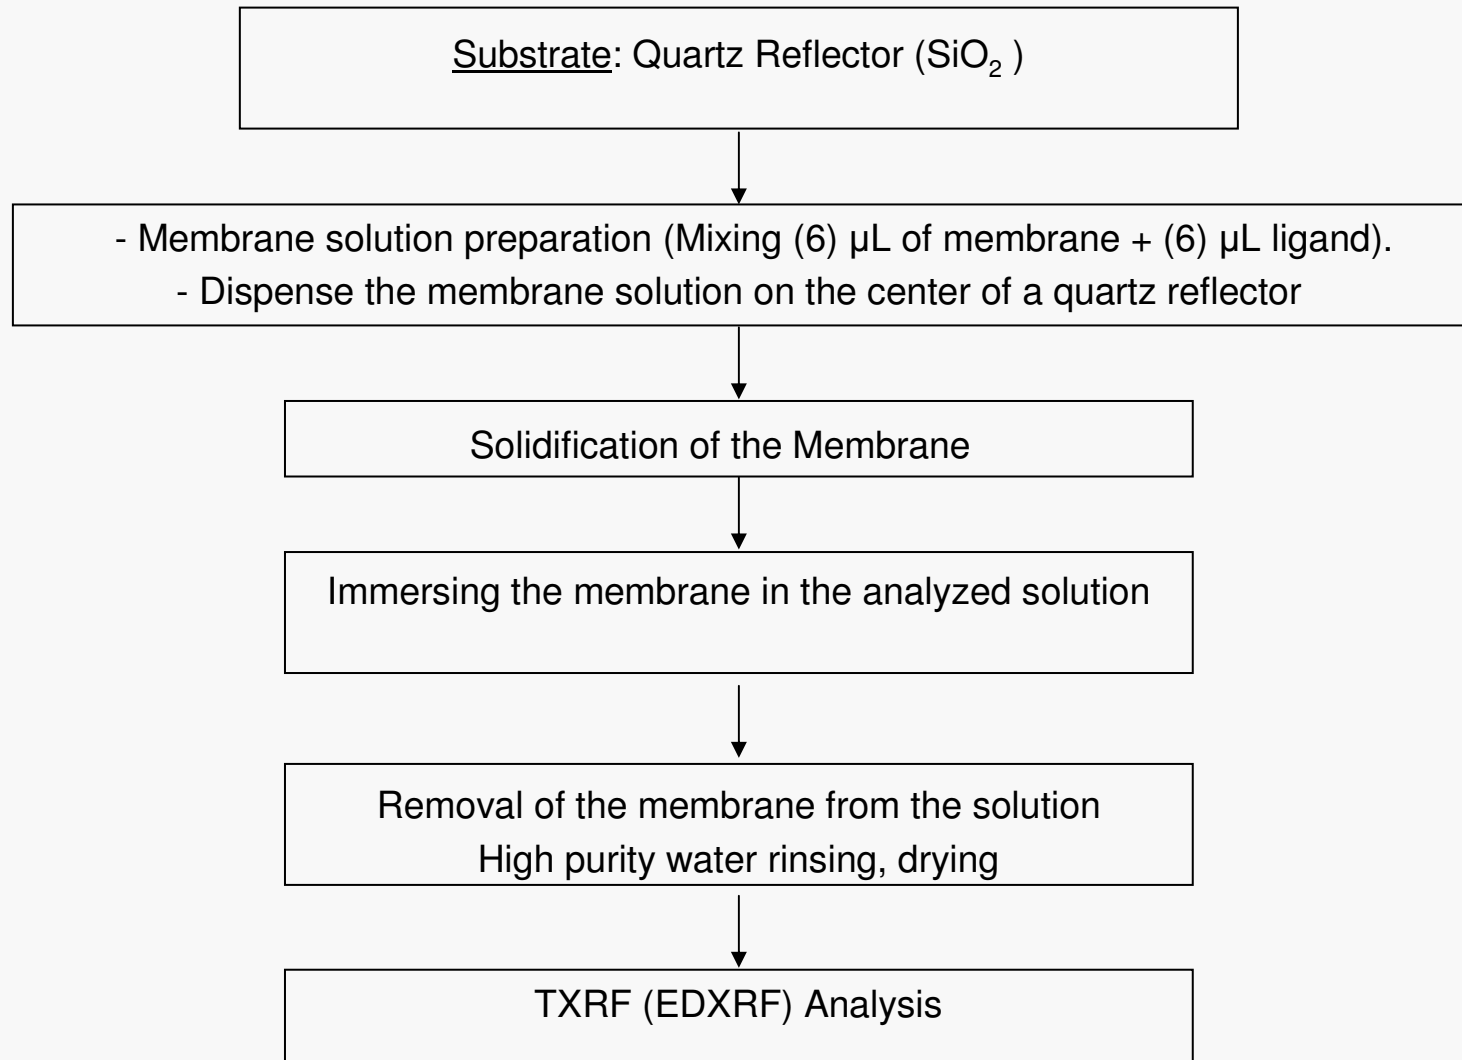 Substrate: Quartz Reflector (SiO₂ )
- Membrane solution preparation (Mixing (6) µL of membrane + (6) µL ligand).
- Dispense the membrane solution on the center of a quartz reflector
Solidification of the Membrane
Immersing the membrane in the analyzed solution
Removal of the membrane from the solution
High purity water rinsing, drying
TXRF (EDXRF) Analysis